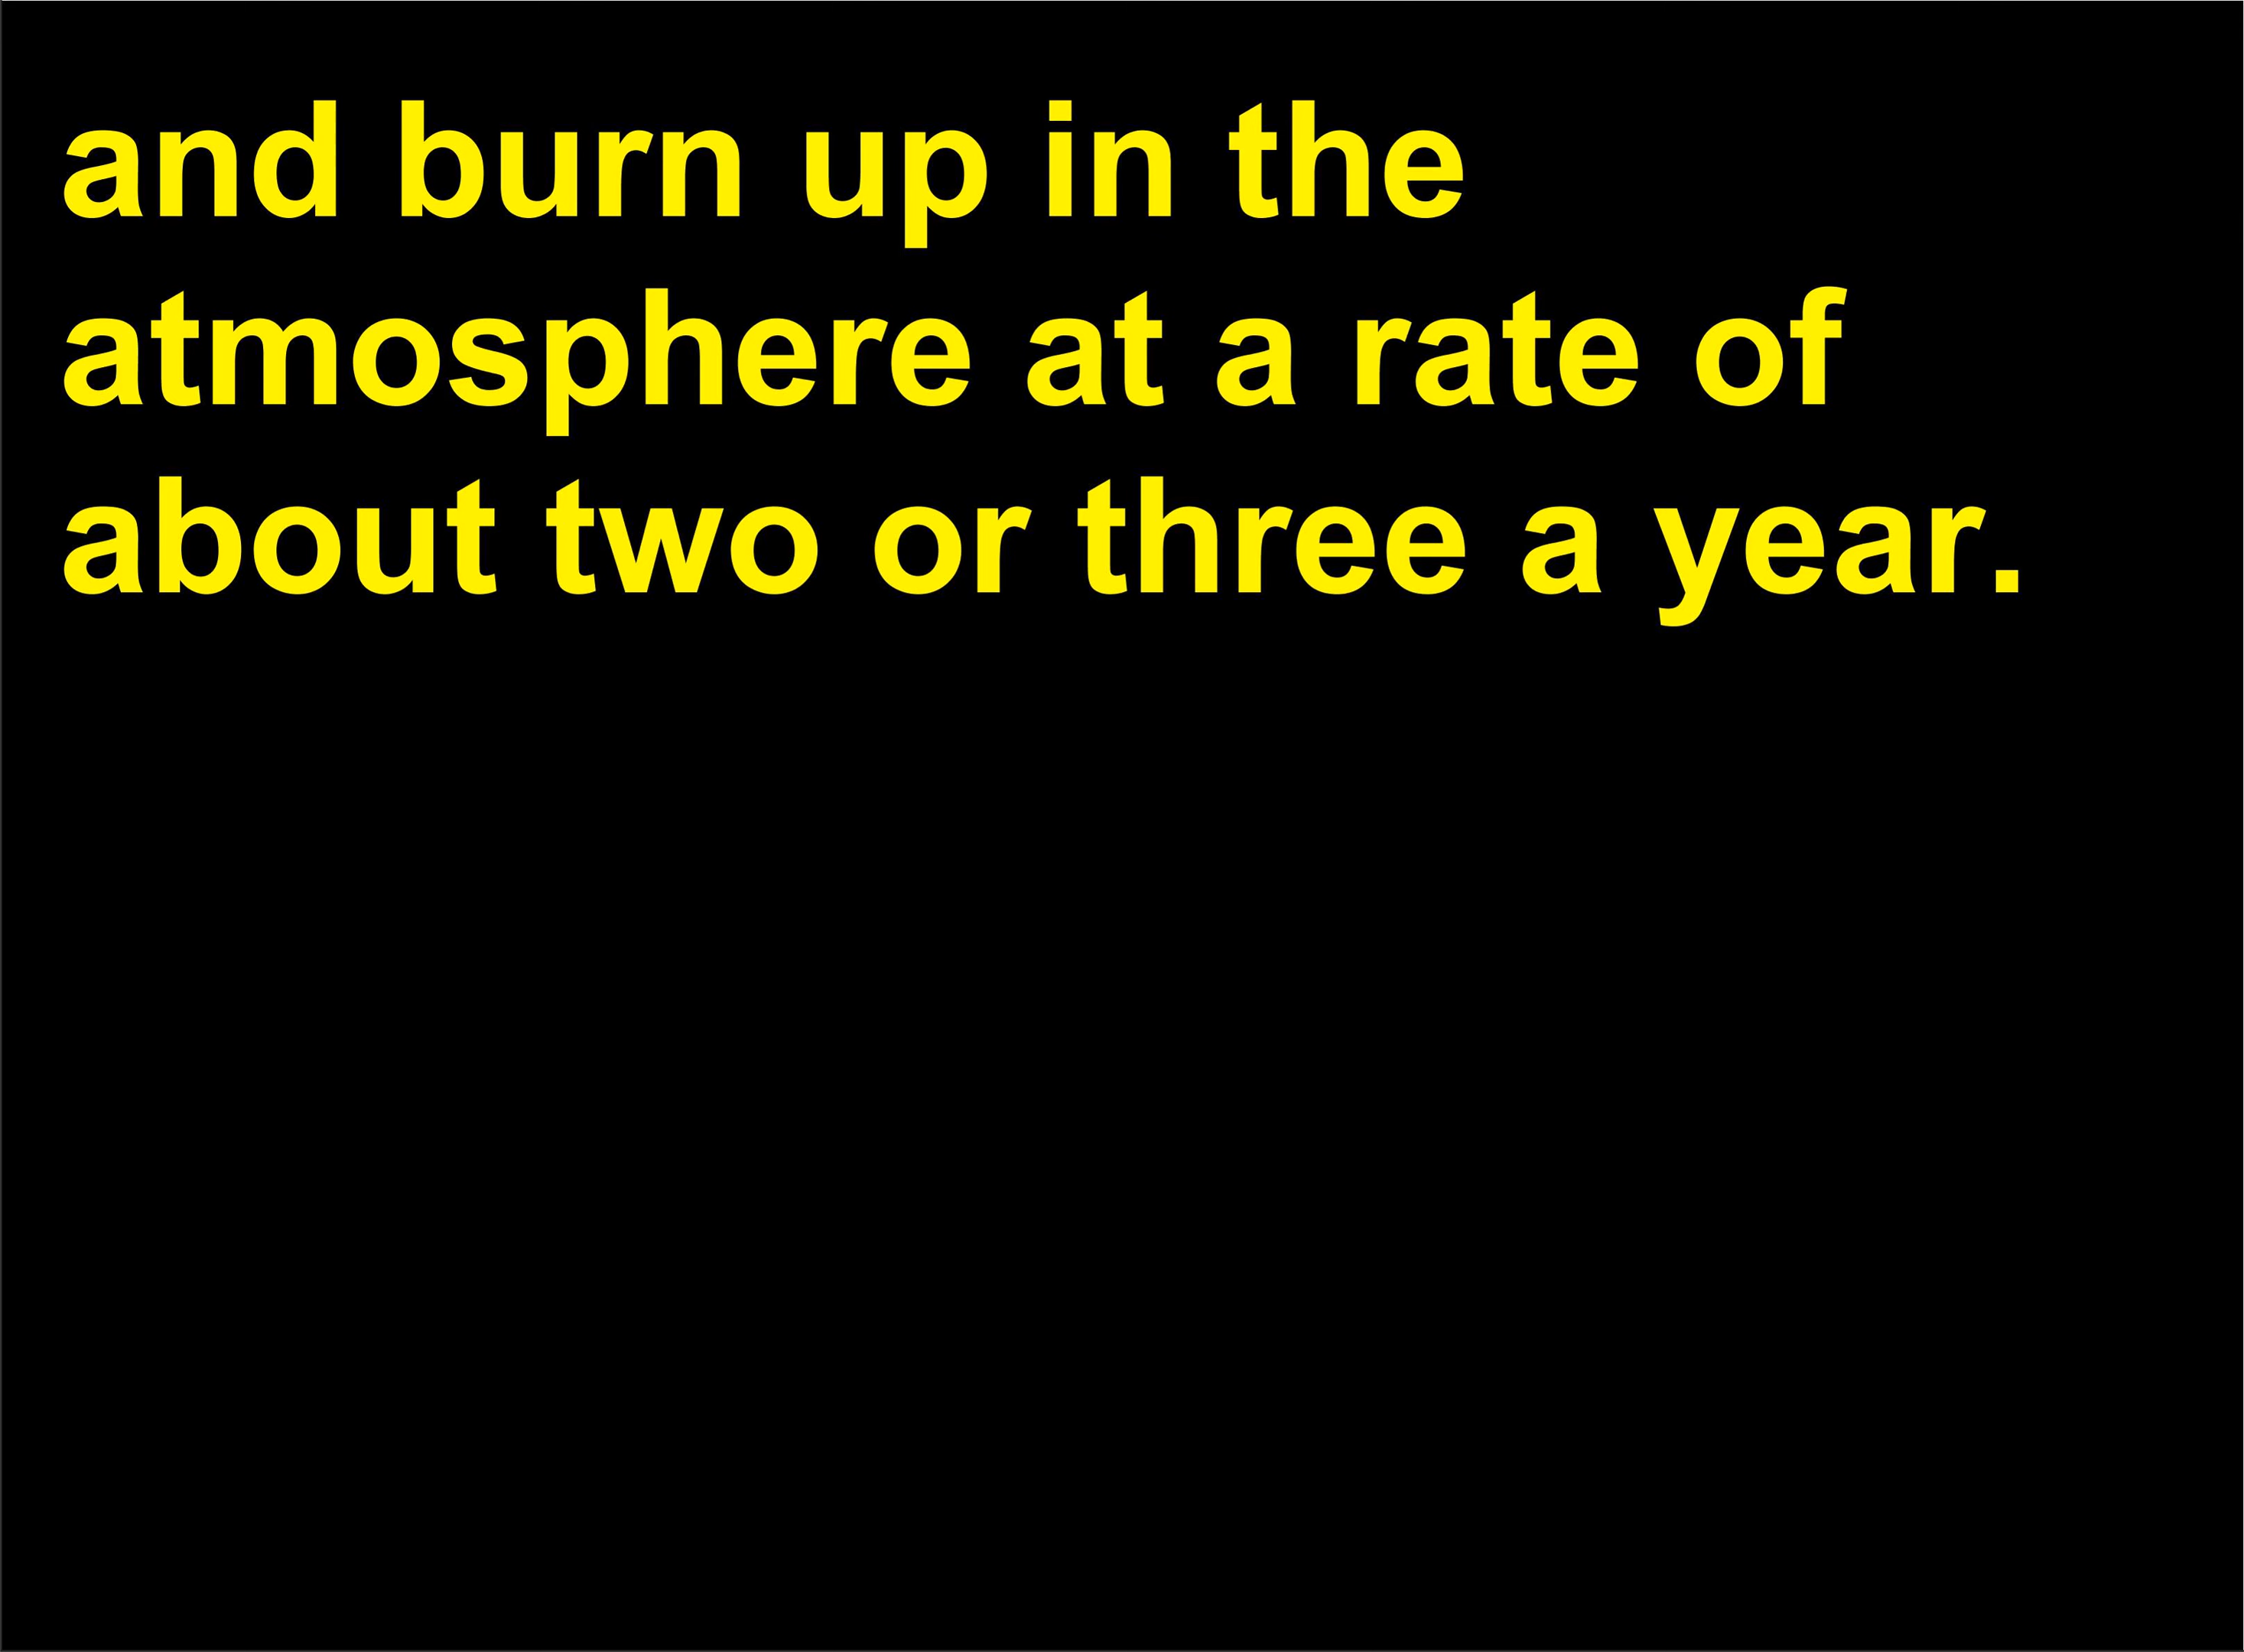 and burn up in the
atmosphere at a rate of
about two or three a year.